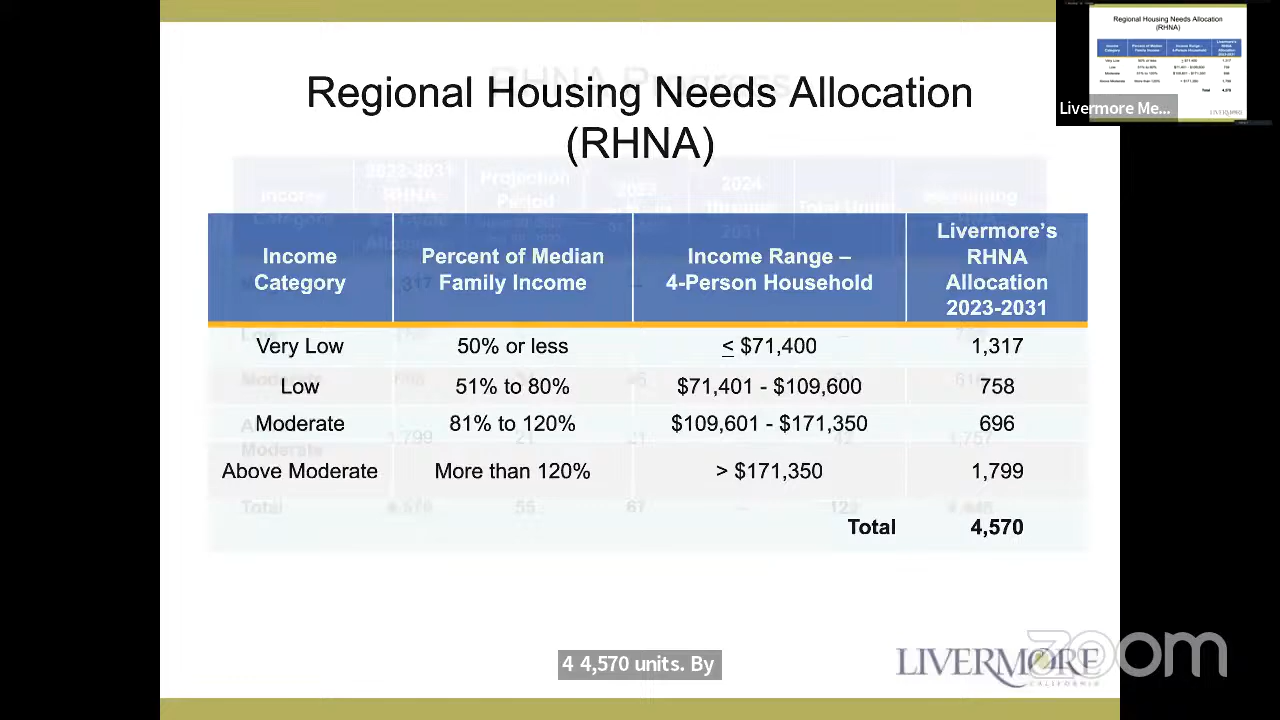 Regional Housing Needs Allocation
(RHNA)
Income Category
Percent of Median Family Income
Income Range – 4-Person Household
Livermore's RHNA Allocation 2023-2031
Very Low 50% or less ≤ $71,400 1,317
Low 51% to 80% $71,401 - $109,600 758
Moderate 81% to 120% $109,601 - $171,350 696
Above Moderate More than 120% > $171,350 1,799
Total 4,570
4 4,570 units. By
LIVERMORE
CALIFORNIA
zoom
Regional Housing Needs Allocation
(RHNA)
Livermore Me...